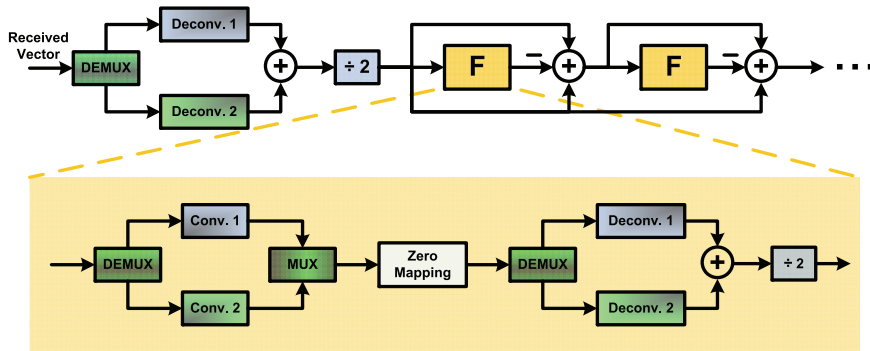 Received
Vector
DEMUX
Deconv. 1
Deconv. 2
+
÷ 2
F
−
+
F
−
+
...
DEMUX
Conv. 1
Conv. 2
MUX
Zero
Mapping
DEMUX
Deconv. 1
Deconv. 2
+
÷ 2